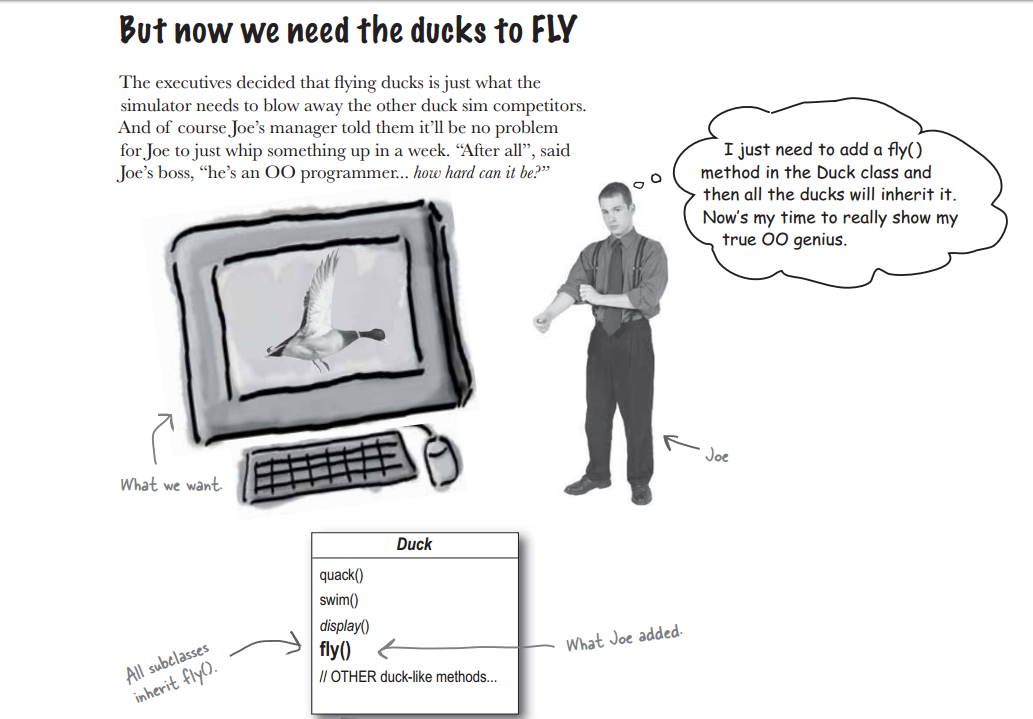 But now we need the ducks to FLY
The executives decided that flying ducks is just what the
simulator needs to blow away the other duck sim competitors.
And of course Joe’s manager told them it’ll be no problem
for Joe to just whip something up in a week. “After all”, said
Joe’s boss, “he’s an OO programmer... how hard can it be?”
I just need to add a fly()
method in the Duck class and
then all the ducks will inherit it.
Now’s my time to really show my
true OO genius.
What we want.
Joe
Duck
quack()
swim()
display()
fly()
// OTHER duck-like methods...
All subclasses
inherit fly().
What Joe added.